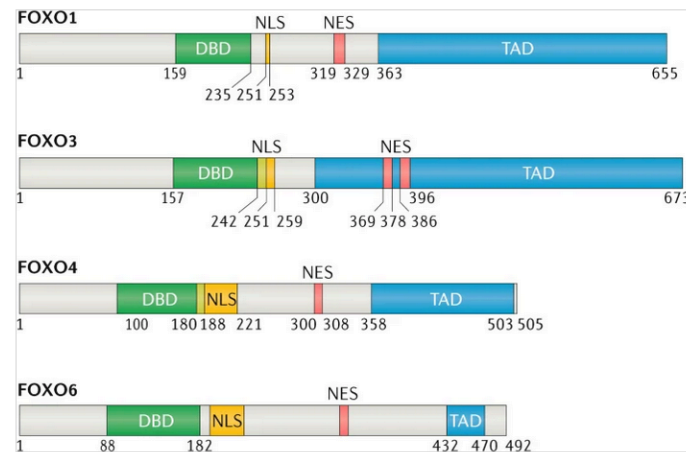 FOXO1
NLS NES
DBD TAD
1 159 319 329 363 655
235 251 253
FOXO3
NLS NES
DBD TAD
1 157 300 396 673
242 251 259 369 378 386
FOXO4
NES
DBD NLS TAD
1 100 180 188 221 300 308 358 503 505
FOXO6
NES
DBD NLS TAD
1 88 182 432 470 492